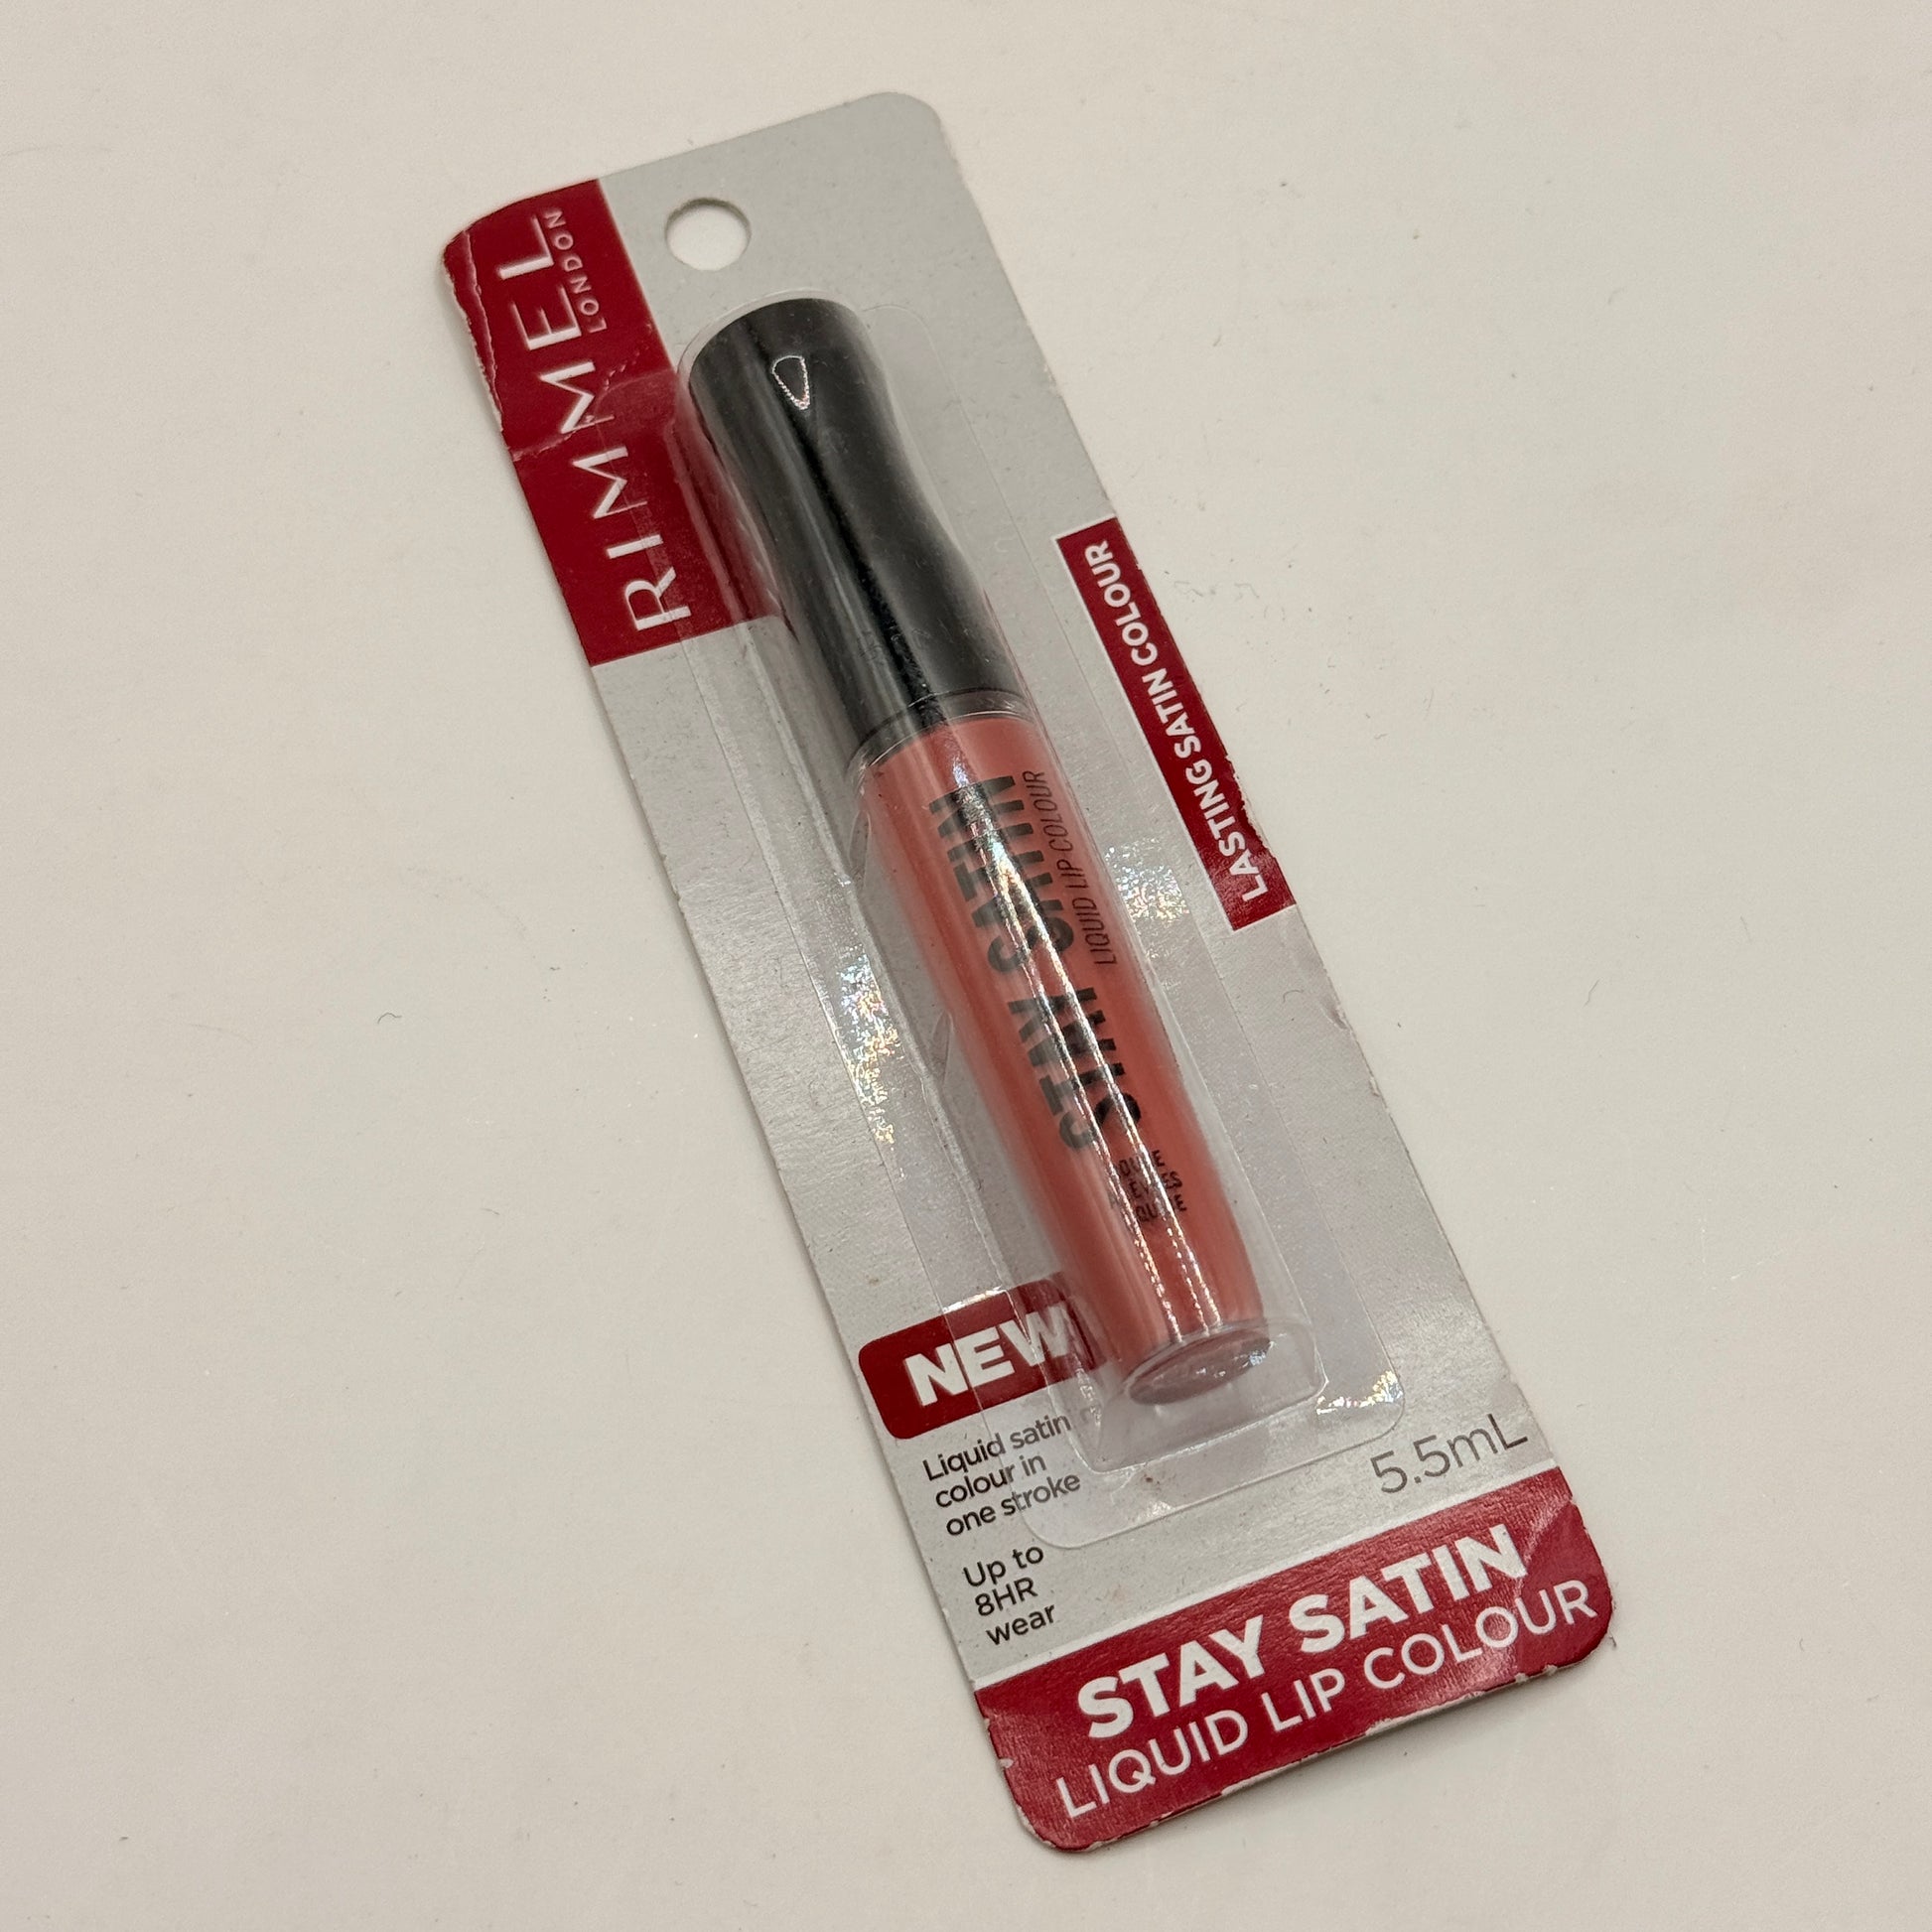 RIMMEL
LONDON
LASTING SATIN COLOUR
STAY SATIN
LIQUID LIP COLOUR
NEW
Liquid satin
colour in
one stroke
Up to
8HR
wear
5.5mL
STAY SATIN
LIQUID LIP COLOUR